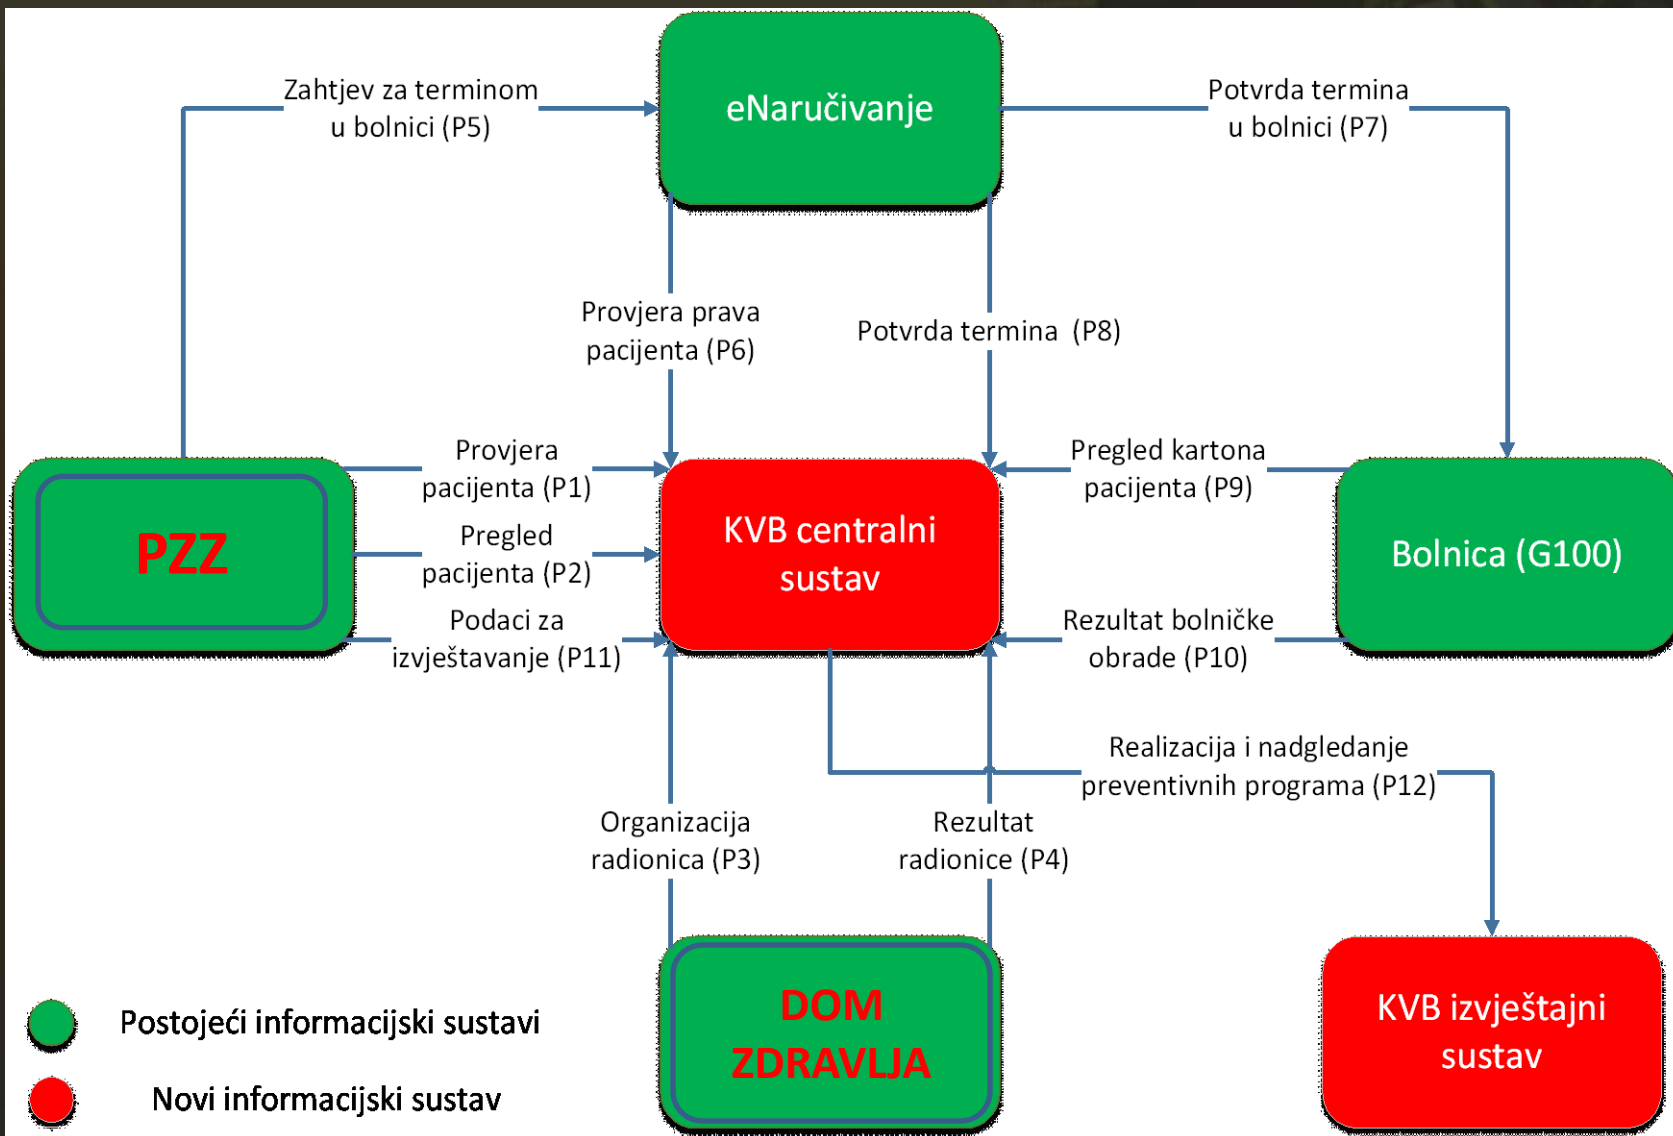 eNaručivanje
Zahtjev za terminom
u bolnici (P5)
Potvrda termina
u bolnici (P7)
Provjera prava
pacijenta (P6)
Potvrda termina  (P8)
Provjera
pacijenta (P1)
Pregled kartona
pacijenta (P9)
PZZ
Pregled
pacijenta (P2)
KVB centralni
sustav
Bolnica (G100)
Podaci za
izvještavanje (P11)
Rezultat bolničke
obrade (P10)
Realizacija i nadgledanje
preventivnih programa (P12)
Organizacija
radionica (P3)
Rezultat
radionice (P4)
DOM
ZDRAVLJA
KVB izvještajni
sustav
Postojeći informacijski sustavi
Novi informacijski sustav